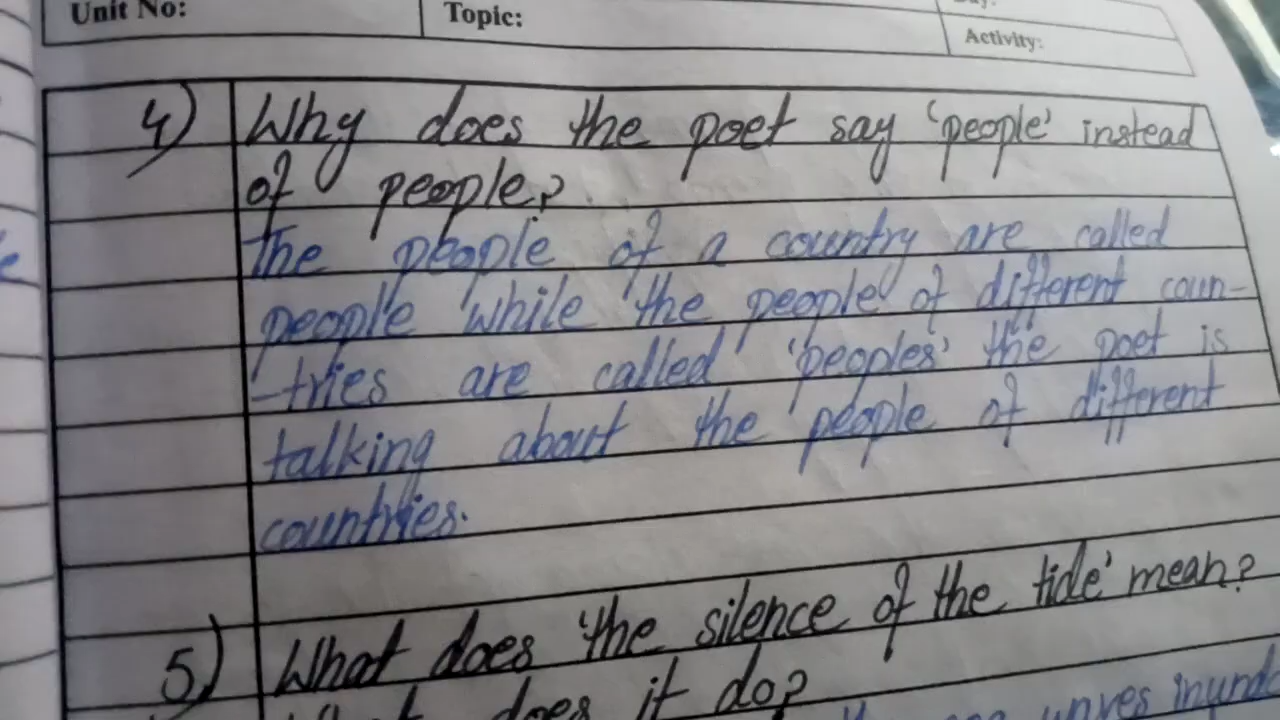 Unit No:
Topic:
Day:
Activity:
4) Why does the poet say 'people' instead
of people?
The people of a country are called
people while the people of different coun-
-tries are called 'peoples' the poet is
talking about the people of different
countries.
5) What does 'the silence of the tide' mean?
does it do?